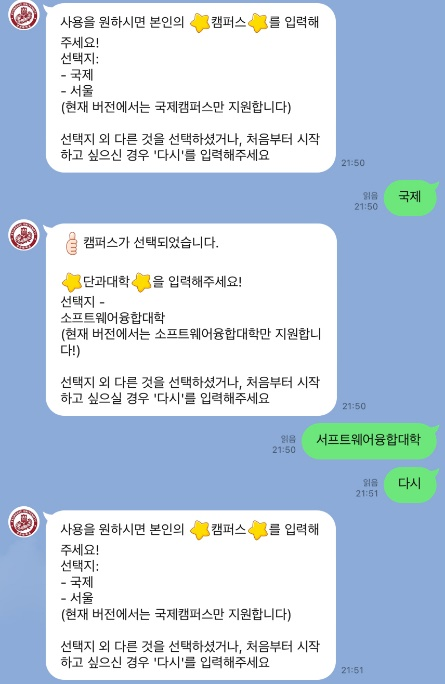 사용을 원하시면 본인의 ⭐캠퍼스⭐를 입력해
주세요!
선택지:
- 국제
- 서울
(현재 버전에서는 국제캠퍼스만 지원합니다)
선택지 외 다른 것을 선택하셨거나, 처음부터 시작
하고 싶으신 경우 '다시'를 입력해주세요
21:50
읽음
21:50
국제
👍캠퍼스가 선택되었습니다.
⭐단과대학⭐을 입력해주세요!
선택지 -
소프트웨어융합대학
(현재 버전에서는 소프트웨어융합대학만 지원합니
다!)
선택지 외 다른 것을 선택하셨거나, 처음부터 시작
하고 싶으실 경우 '다시'를 입력해주세요
21:50
읽음
21:50
서프트웨어융합대학
읽음
21:51
다시
사용을 원하시면 본인의 ⭐캠퍼스⭐를 입력해
주세요!
선택지:
- 국제
- 서울
(현재 버전에서는 국제캠퍼스만 지원합니다)
선택지 외 다른 것을 선택하셨거나, 처음부터 시작
하고 싶으신 경우 '다시'를 입력해주세요
21:51